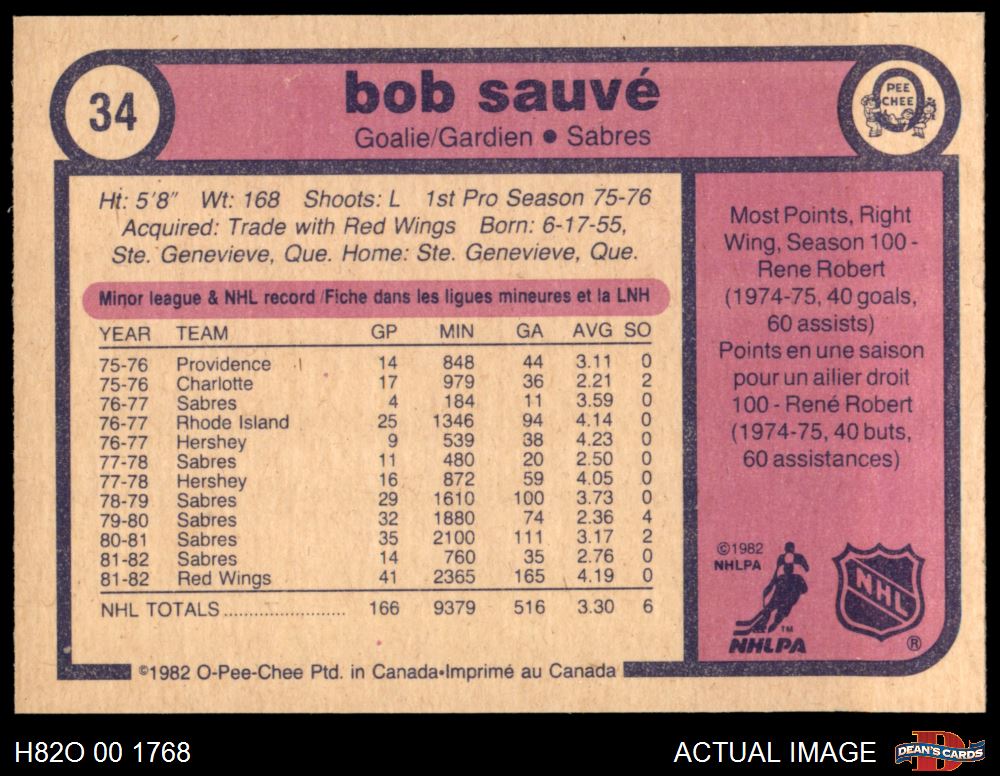 34
bob sauvé
Goalie/Gardien ● Sabres
O
PEE
CHEE
Ht: 5'8" Wt: 168 Shoots: L 1st Pro Season 75-76
Acquired: Trade with Red Wings Born: 6-17-55,
Ste. Genevieve, Que. Home: Ste. Genevieve, Que.
Minor league & NHL record /Fiche dans les ligues mineures et la LNH
YEAR TEAM GP MIN GA AVG SO
75-76 Providence 14 848 44 3.11 0
75-76 Charlotte 17 979 36 2.21 2
76-77 Sabres 4 184 11 3.59 0
76-77 Rhode Island 25 1346 94 4.14 0
76-77 Hershey 9 539 38 4.23 0
77-78 Sabres 11 480 20 2.50 0
77-78 Hershey 16 872 59 4.05 0
78-79 Sabres 29 1610 100 3.73 0
79-80 Sabres 32 1880 74 2.36 4
80-81 Sabres 35 2100 111 3.17 2
81-82 Sabres 14 760 35 2.76 0
81-82 Red Wings 41 2365 165 4.19 0
NHL TOTALS........................ 166 9379 516 3.30 6
©1982 O-Pee-Chee Ptd. in Canada•Imprimé au Canada
Most Points, Right
Wing, Season 100 -
Rene Robert
(1974-75, 40 goals,
60 assists)
Points en une saison
pour un ailier droit
100 - René Robert
(1974-75, 40 buts,
60 assistances)
©1982
NHLPA
TM
NHLPA
NHL
®
H82O 00 1768
ACTUAL IMAGE
D
DEAN'S CARDS